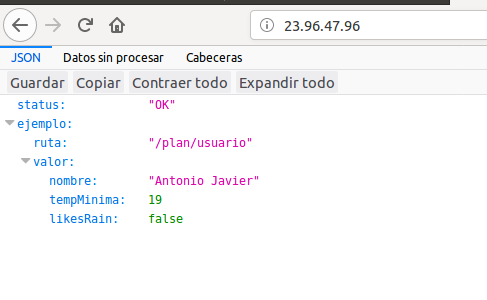 23.96.47.96
JSON Datos sin procesar Cabeceras
Guardar Copiar Contraer todo Expandir todo
status: "OK"
ejemplo:
ruta: "/plan/usuario"
valor:
nombre: "Antonio Javier"
tempMinima: 19
likesRain: false